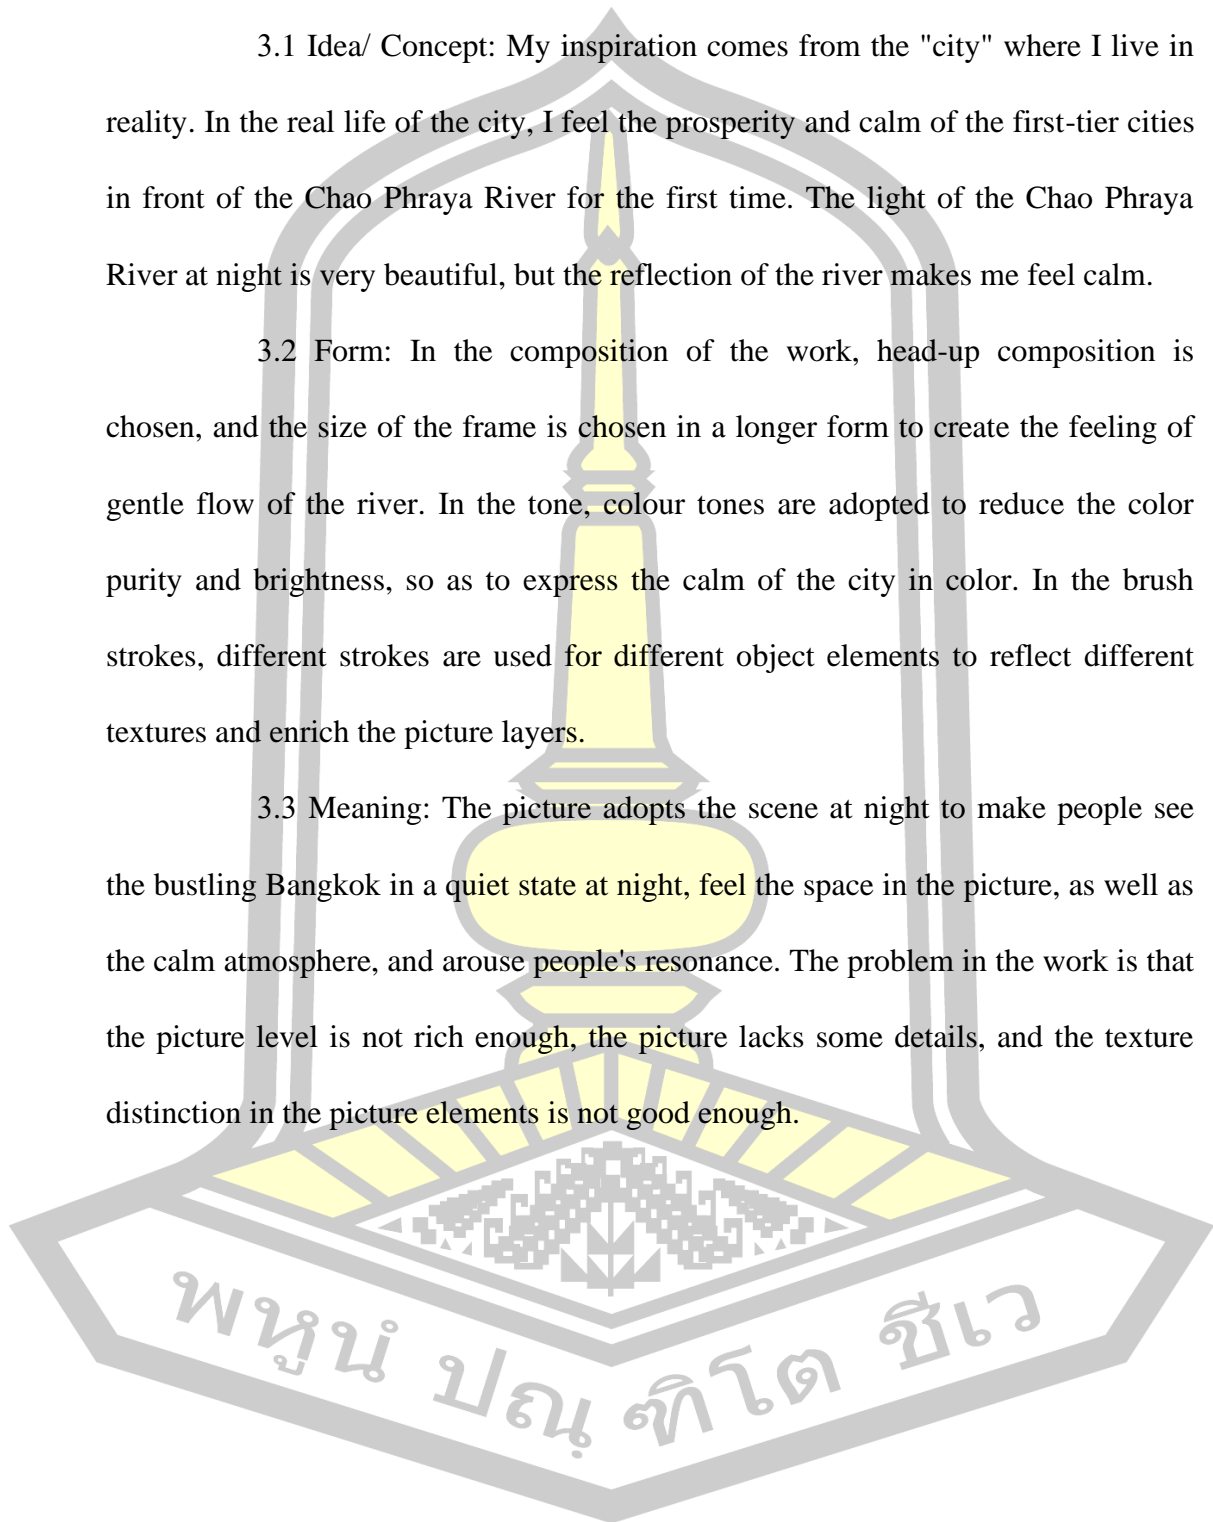 3.1 Idea/ Concept: My inspiration comes from the "city" where I live in
reality. In the real life of the city, I feel the prosperity and calm of the first-tier cities
in front of the Chao Phraya River for the first time. The light of the Chao Phraya
River at night is very beautiful, but the reflection of the river makes me feel calm.
3.2 Form: In the composition of the work, head-up composition is
chosen, and the size of the frame is chosen in a longer form to create the feeling of
gentle flow of the river. In the tone, colour tones are adopted to reduce the color
purity and brightness, so as to express the calm of the city in color. In the brush
strokes, different strokes are used for different object elements to reflect different
textures and enrich the picture layers.
3.3 Meaning: The picture adopts the scene at night to make people see
the bustling Bangkok in a quiet state at night, feel the space in the picture, as well as
the calm atmosphere, and arouse people's resonance. The problem in the work is that
the picture level is not rich enough, the picture lacks some details, and the texture
distinction in the picture elements is not good enough.
พหูนํ ปณฺฑิโต ชีเว